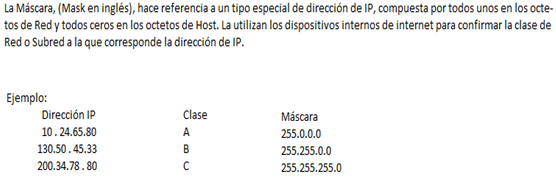 La Máscara, (Mask en inglés), hace referencia a un tipo especial de dirección de IP, compuesta por todos unos en los octe-
tos de Red y todos ceros en los octetos de Host. La utilizan los dispositivos internos de internet para confirmar la clase de
Red o Subred a la que corresponde la dirección de IP.
Ejemplo:
Dirección IP Clase Máscara
10 . 24.65.80 A 255.0.0.0
130.50 . 45.33 B 255.255.0.0
200.34.78 . 80 C 255.255.255.0